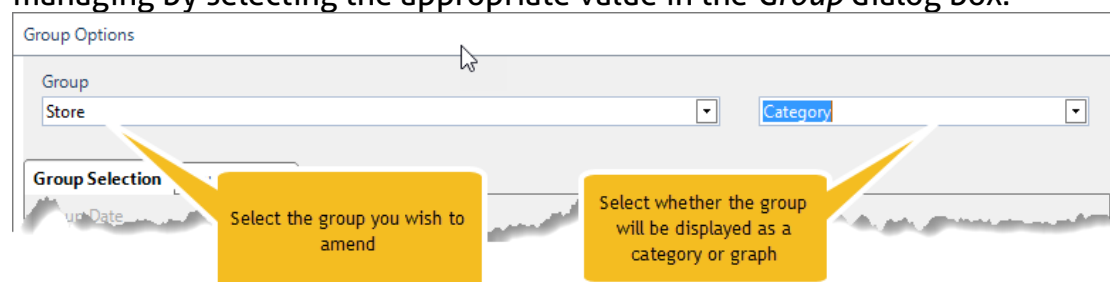 managing by selecting the appropriate value in the Group dialog box.
Group Options
Group
Store
Category
Group Selection
Date
Select the group you wish to
amend
Select whether the group
will be displayed as a
category or graph